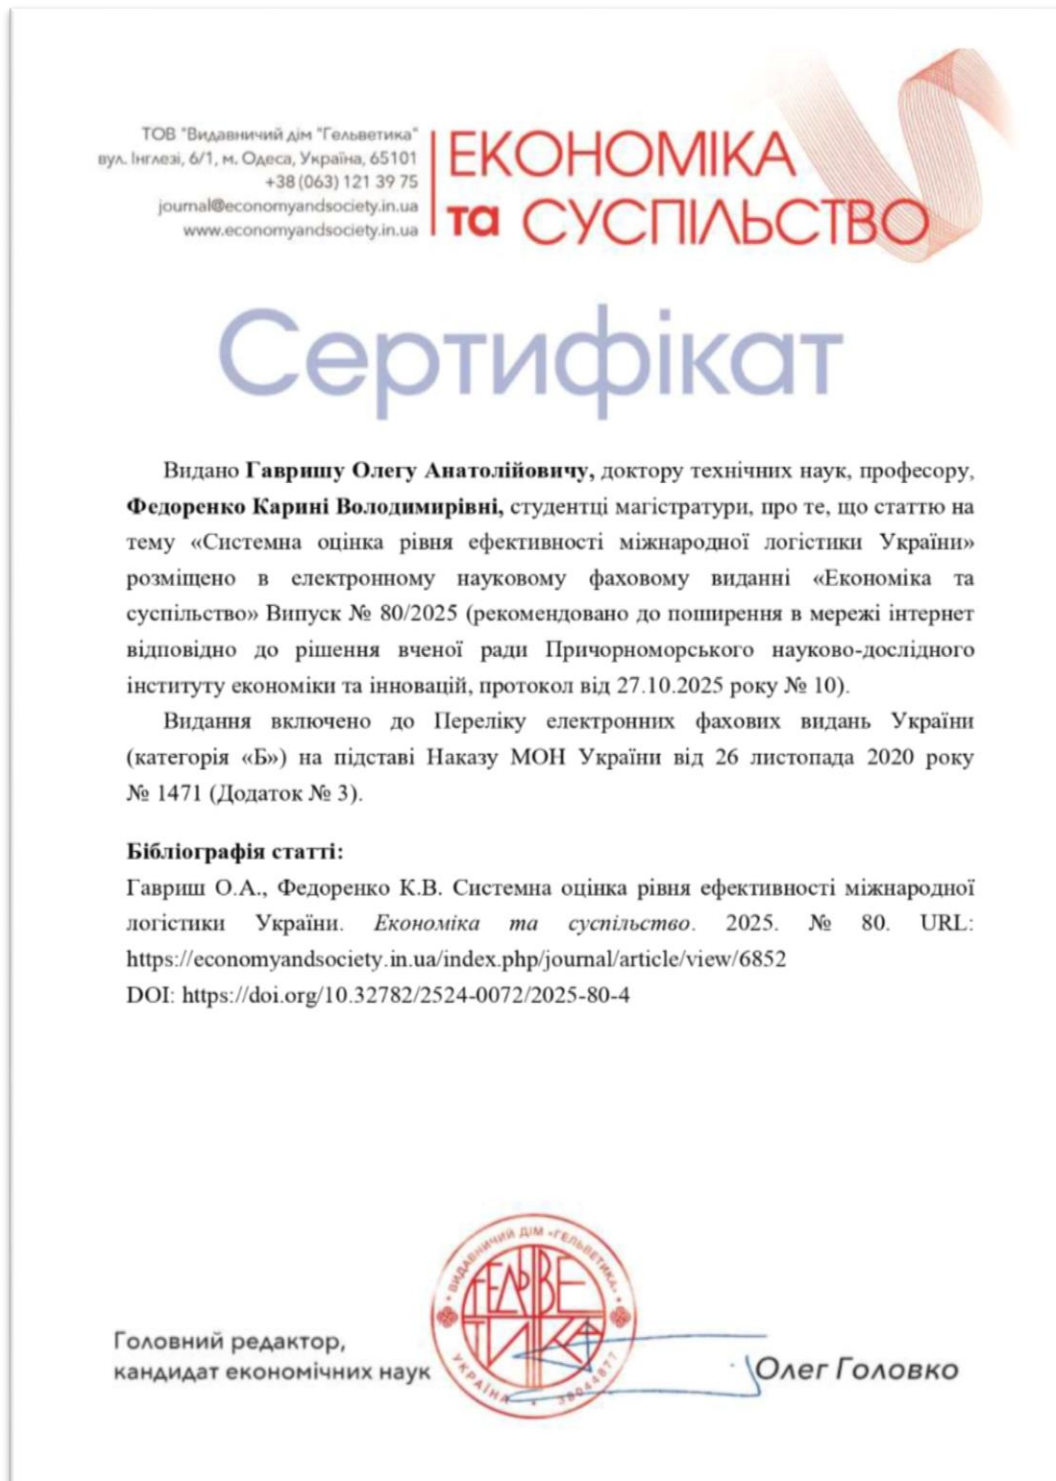 ТОВ "Видавничий дім "Гельветика"
вул. Інглезі, 6/1, м. Одеса, Україна, 65101
+38 (063) 121 39 75
journal@economyandsociety.in.ua
www.economyandsociety.in.ua
ЕКОНОМІКА
та СУСПІЛЬСТВО
Сертифікат
Видано Гавришу Олегу Анатолійовичу, доктору технічних наук, професору,
Федоренко Карині Володимирівні, студентці магістратури, про те, що статтю на
тему «Системна оцінка рівня ефективності міжнародної логістики України»
розміщено в електронному науковому фаховому виданні «Економіка та
суспільство» Випуск № 80/2025 (рекомендовано до поширення в мережі інтернет
відповідно до рішення вченої ради Причорноморського науково-дослідного
інституту економіки та інновацій, протокол від 27.10.2025 року № 10).
Видання включено до Переліку електронних фахових видань України
(категорія «Б») на підставі Наказу МОН України від 26 листопада 2020 року
№ 1471 (Додаток № 3).
Бібліографія статті:
Гавриш О.А., Федоренко К.В. Системна оцінка рівня ефективності міжнародної
логістики України. Економіка та суспільство. 2025. № 80. URL:
https://economyandsociety.in.ua/index.php/journal/article/view/6852
DOI: https://doi.org/10.32782/2524-0072/2025-80-4
ВИДАВНИЧИЙ ДІМ «ГЕЛЬВЕТИКА»
ГЕЛЬВЕ
ТИКА
УКРАЇНА * 39044877
Головний редактор,
кандидат економічних наук
Олег Головко